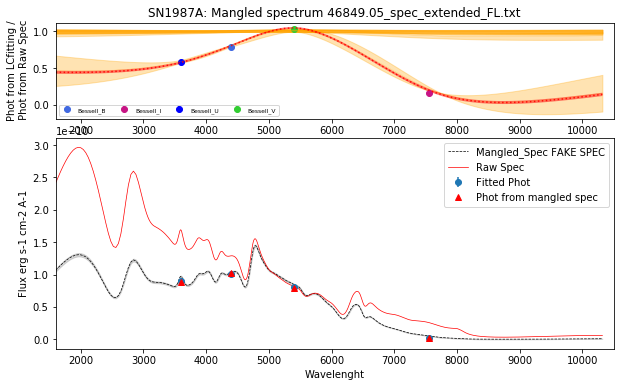 SN1987A: Mangled spectrum 46849.05_spec_extended_FL.txt
Phot from LCfitting /
Phot from Raw Spec
1.0
0.5
0.0
Bessell_B
Bessell_I
Bessell_U
Bessell_V
2000 3000 4000 5000 6000 7000 8000 9000 10000
1e-10
Flux erg s-1 cm-2 A-1
3.0
2.5
2.0
1.5
1.0
0.5
0.0
Mangled_Spec FAKE SPEC
Raw Spec
Fitted Phot
Phot from mangled spec
2000 3000 4000 5000 6000 7000 8000 9000 10000
Wavelenght